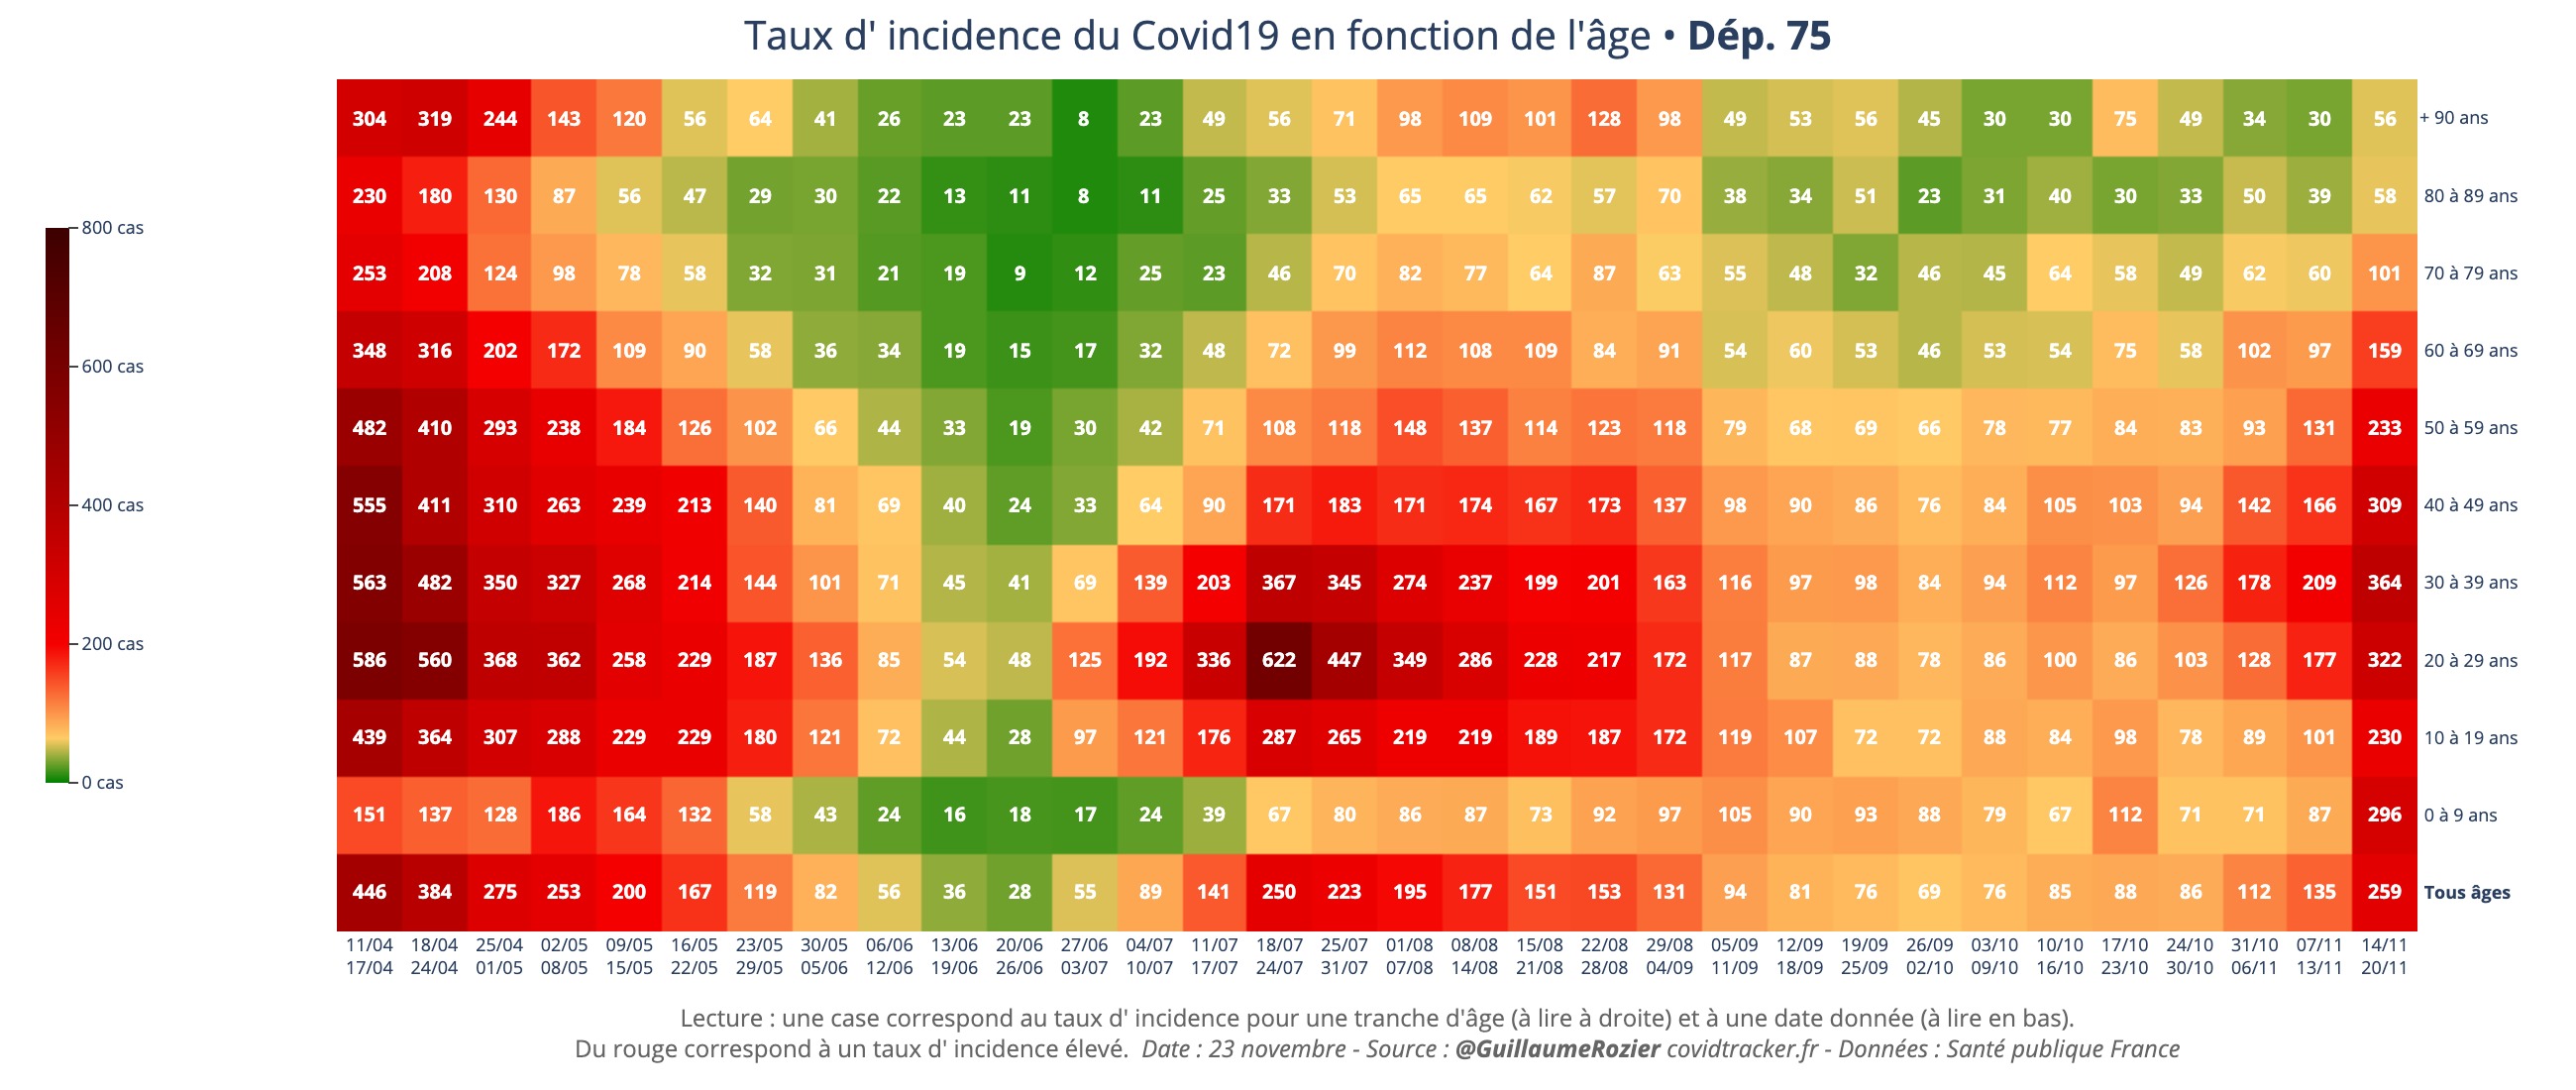 Taux d' incidence du Covid19 en fonction de l'âge • Dép. 75
800 cas
600 cas
400 cas
200 cas
0 cas
304 319 244 143 120 56 64 41 26 23 23 8 23 49 56 71 98 109 101 128 98 49 53 56 45 30 30 75 49 34 30 56 + 90 ans
230 180 130 87 56 47 29 30 22 13 11 8 11 25 33 53 65 65 62 57 70 38 34 51 23 31 40 30 33 50 39 58 80 à 89 ans
253 208 124 98 78 58 32 31 21 19 9 12 25 23 46 70 82 77 64 87 63 55 48 32 46 45 64 58 49 62 60 101 70 à 79 ans
348 316 202 172 109 90 58 36 34 19 15 17 32 48 72 99 112 108 109 84 91 54 60 53 46 53 54 75 58 102 97 159 60 à 69 ans
482 410 293 238 184 126 102 66 44 33 19 30 42 71 108 118 148 137 114 123 118 79 68 69 66 78 77 84 83 93 131 233 50 à 59 ans
555 411 310 263 239 213 140 81 69 40 24 33 64 90 171 183 171 174 167 173 137 98 90 86 76 84 105 103 94 142 166 309 40 à 49 ans
563 482 350 327 268 214 144 101 71 45 41 69 139 203 367 345 274 237 199 201 163 116 97 98 84 94 112 97 126 178 209 364 30 à 39 ans
586 560 368 362 258 229 187 136 85 54 48 125 192 336 622 447 349 286 228 217 172 117 87 88 78 86 100 86 103 128 177 322 20 à 29 ans
439 364 307 288 229 229 180 121 72 44 28 97 121 176 287 265 219 219 189 187 172 119 107 72 72 88 84 98 78 89 101 230 10 à 19 ans
151 137 128 186 164 132 58 43 24 16 18 17 24 39 67 80 86 87 73 92 97 105 90 93 88 79 67 112 71 71 87 296 0 à 9 ans
446 384 275 253 200 167 119 82 56 36 28 55 89 141 250 223 195 177 151 153 131 94 81 76 69 76 85 88 86 112 135 259 Tous âges
11/04 18/04 25/04 02/05 09/05 16/05 23/05 30/05 06/06 13/06 20/06 27/06 04/07 11/07 18/07 25/07 01/08 08/08 15/08 22/08 29/08 05/09 12/09 19/09 26/09 03/10 10/10 17/10 24/10 31/10 07/11 14/11
17/04 24/04 01/05 08/05 15/05 22/05 29/05 05/06 12/06 19/06 26/06 03/07 10/07 17/07 24/07 31/07 07/08 14/08 21/08 28/08 04/09 11/09 18/09 25/09 02/10 09/10 16/10 23/10 30/10 06/11 13/11 20/11
Lecture : une case correspond au taux d' incidence pour une tranche d'âge (à lire à droite) et à une date donnée (à lire en bas).
Du rouge correspond à un taux d' incidence élevé. Date : 23 novembre - Source : @GuillaumeRozier covidtracker.fr - Données : Santé publique France